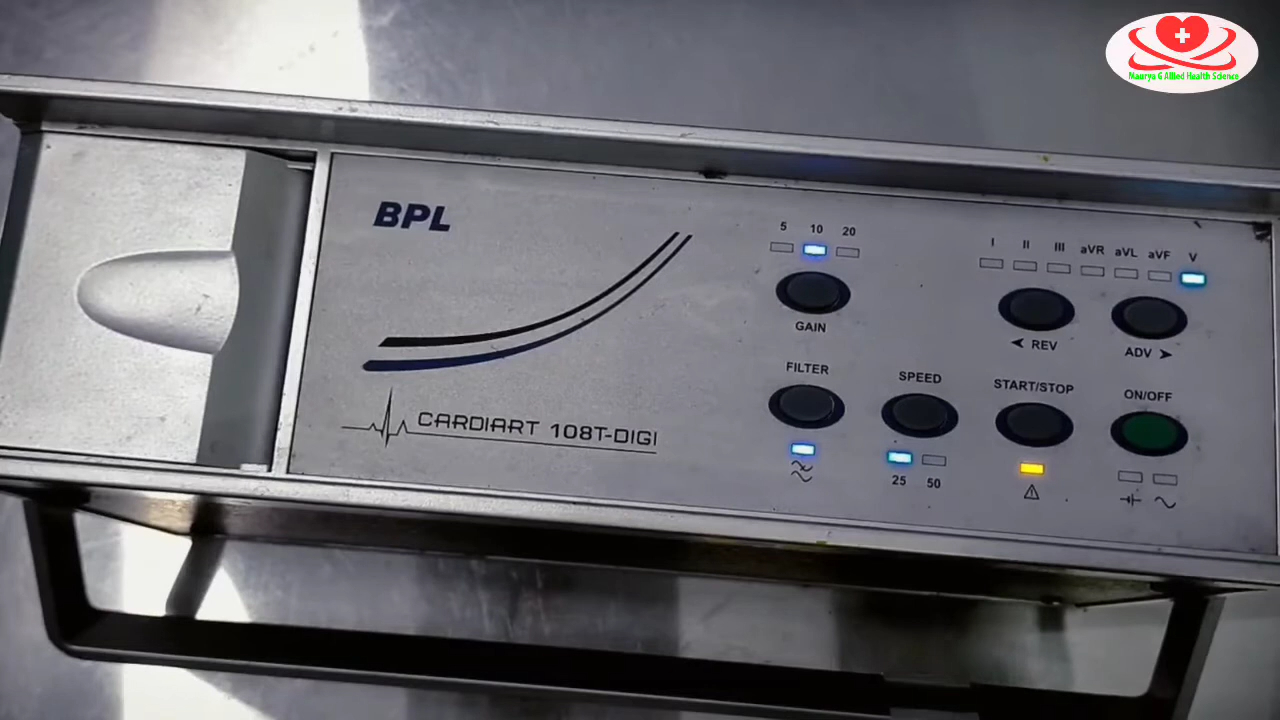 Maurya G Allied Health Science
BPL
CARDIART 108T-DIGI
5 10 20
GAIN
I II III aVR aVL aVF V
REV
ADV
FILTER
SPEED
25 50
START/STOP
ON/OFF